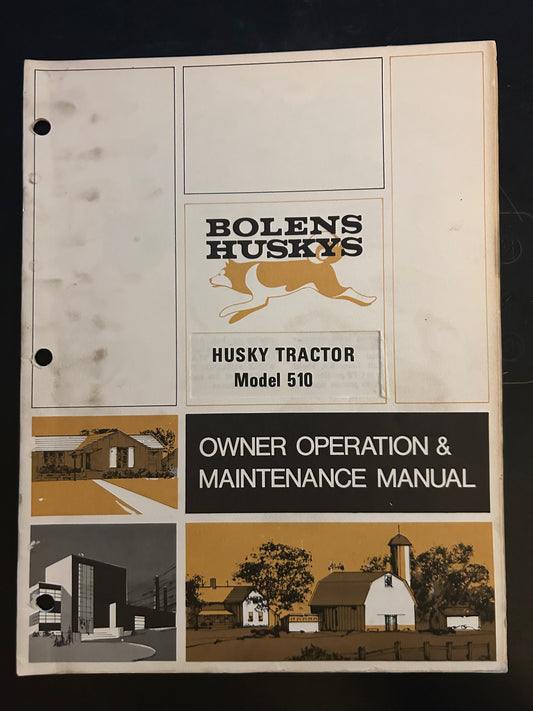 BOLENS
HUSKYS
HUSKY TRACTOR
Model 510
OWNER OPERATION &
MAINTENANCE MANUAL